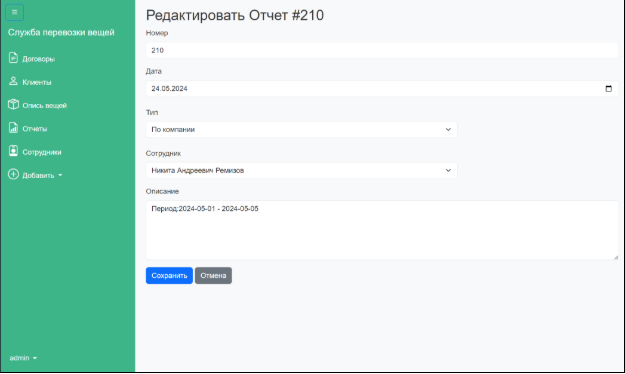 Служба перевозки вещей
Договоры
Клиенты
Опись вещей
Отчеты
Сотрудники
Добавить
admin
Редактировать Отчет #210
Номер
210
Дата
24.05.2024
Тип
По компании
Сотрудник
Никита Андреевич Ремизов
Описание
Период:2024-05-01 - 2024-05-05
Сохранить Отмена